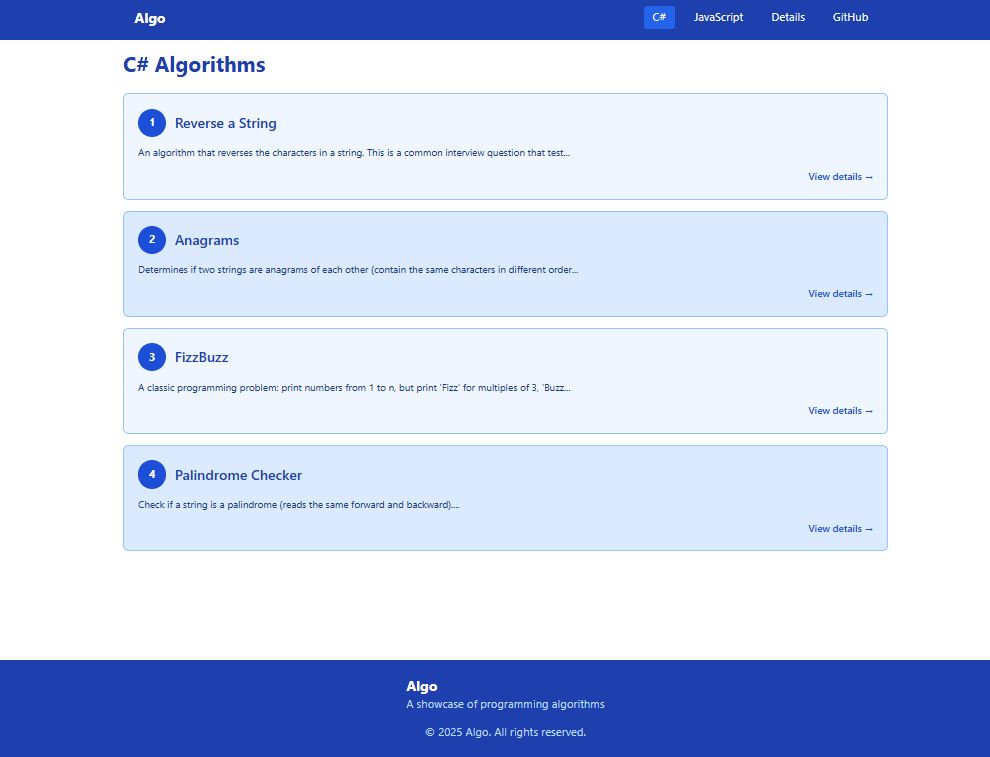 Algo
C# JavaScript Details GitHub
C# Algorithms
1 Reverse a String
An algorithm that reverses the characters in a string. This is a common interview question that test...
View details →
2 Anagrams
Determines if two strings are anagrams of each other (contain the same characters in different order...
View details →
3 FizzBuzz
A classic programming problem: print numbers from 1 to n, but print 'Fizz' for multiples of 3, 'Buzz...
View details →
4 Palindrome Checker
Check if a string is a palindrome (reads the same forward and backward)....
View details →
Algo
A showcase of programming algorithms
© 2025 Algo. All rights reserved.